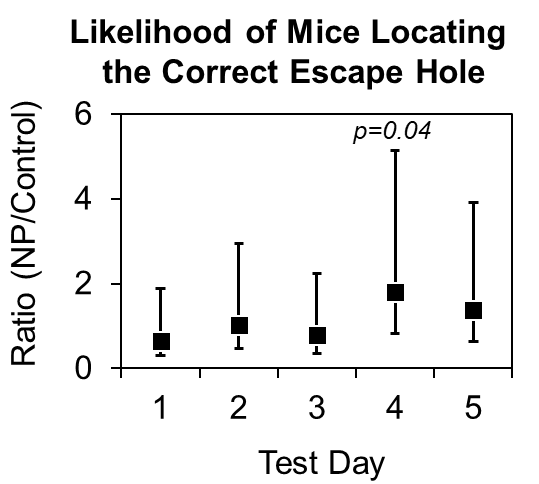 Likelihood of Mice Locating
the Correct Escape Hole
Ratio (NP/Control)
6
4
2
0
p=0.04
1 2 3 4 5
Test Day